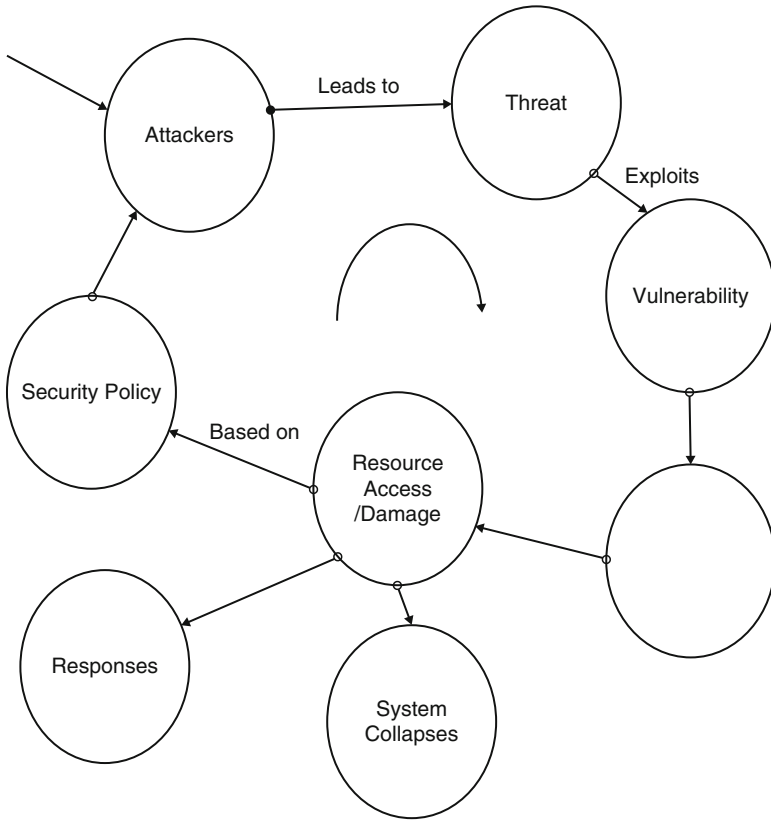 Leads to
Attackers
Threat
Exploits
Vulnerability
Security Policy
Based on
Resource
Access
/Damage
Responses
System
Collapses